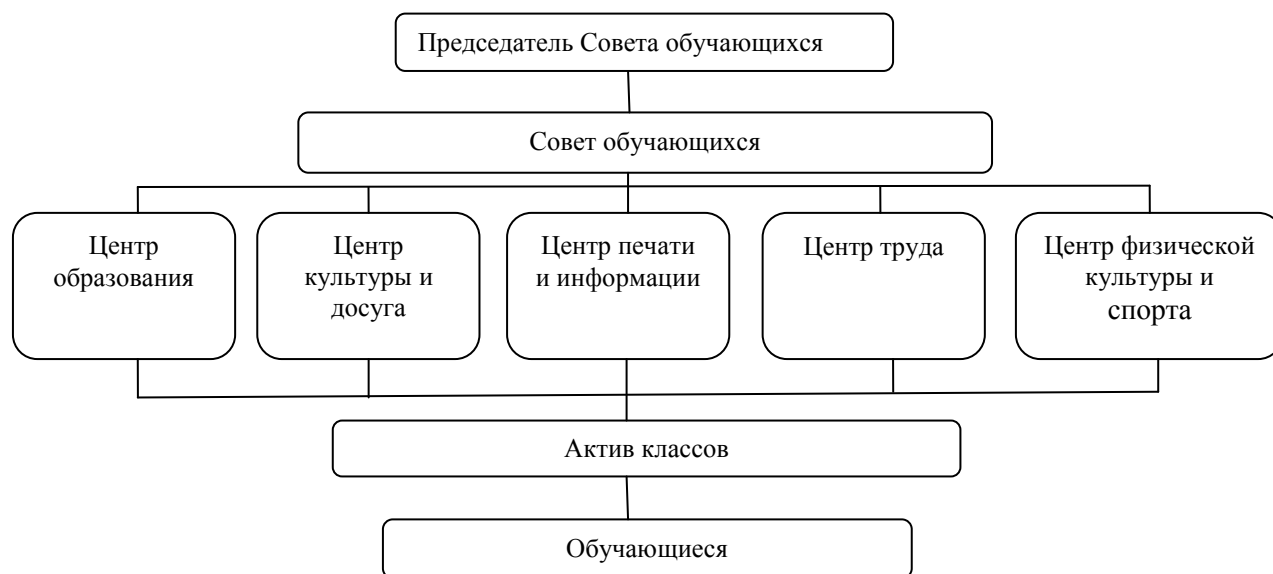 Председатель Совета обучающихся
Совет обучающихся
Центр
образования
Центр
культуры и
досуга
Центр печати
и информации
Центр труда
Центр физической
культуры и
спорта
Актив классов
Обучающиеся